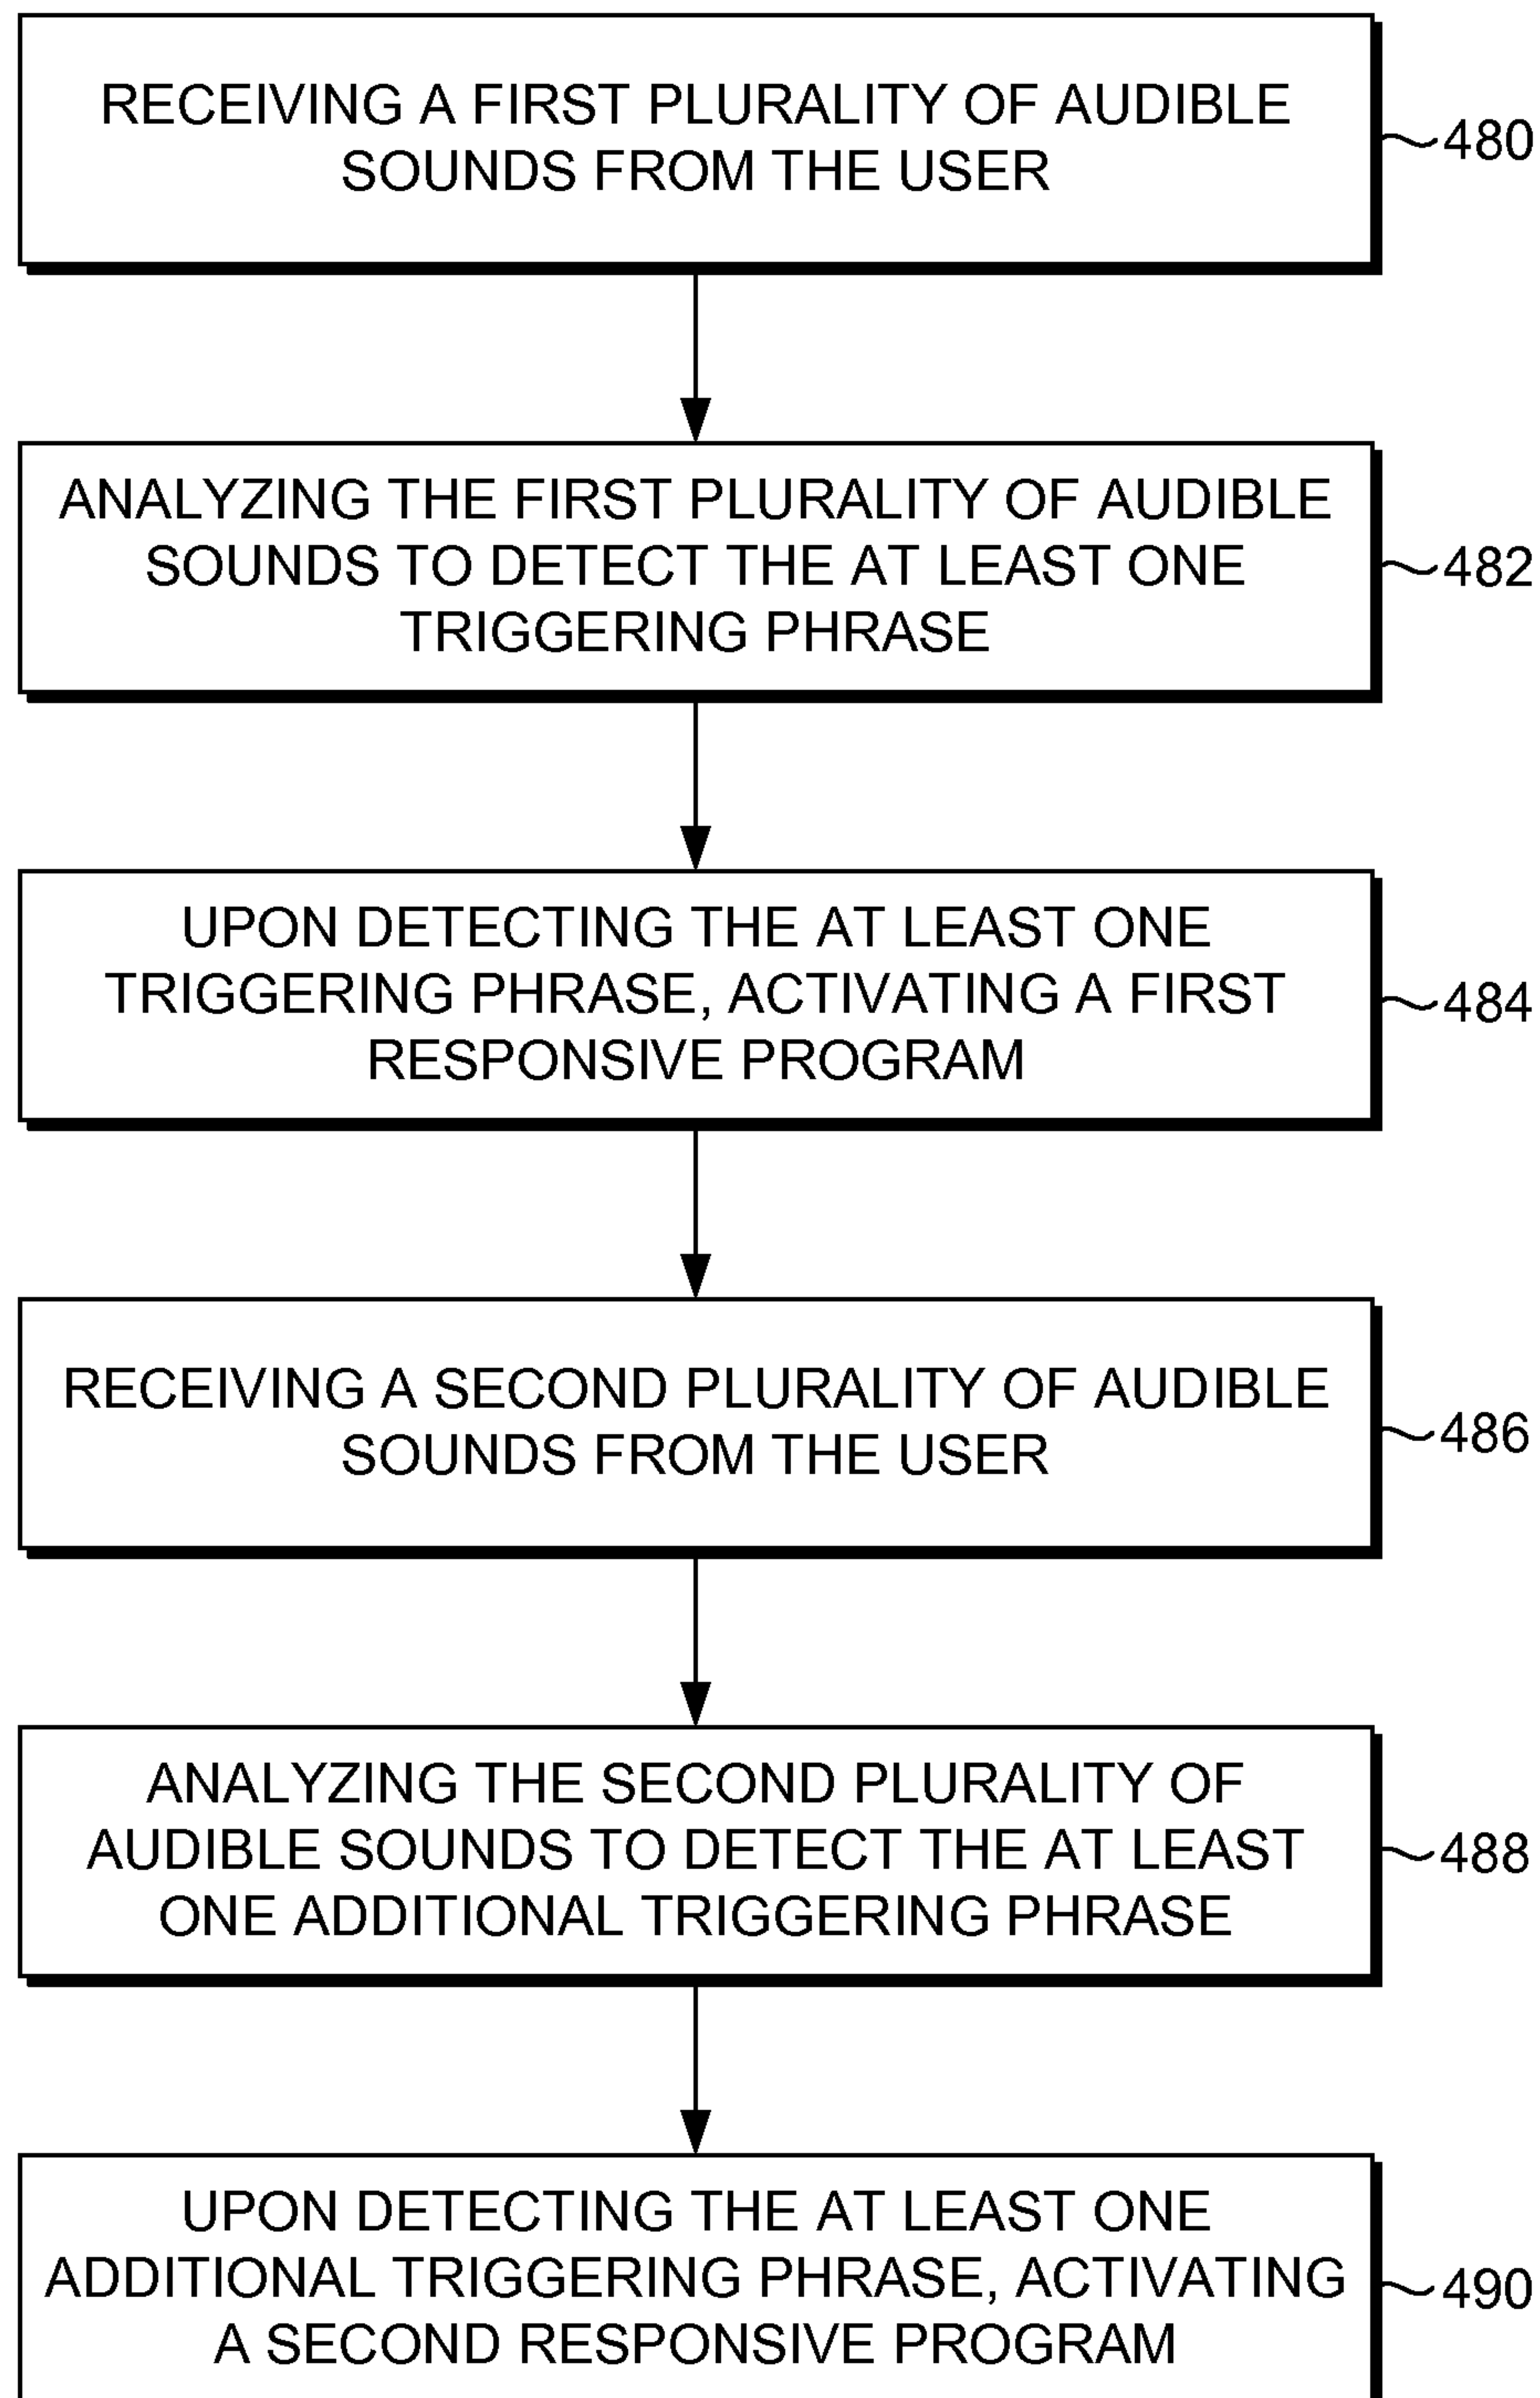 RECEIVING A FIRST PLURALITY OF AUDIBLE
SOUNDS FROM THE USER
480
ANALYZING THE FIRST PLURALITY OF AUDIBLE
SOUNDS TO DETECT THE AT LEAST ONE
TRIGGERING PHRASE
482
UPON DETECTING THE AT LEAST ONE
TRIGGERING PHRASE, ACTIVATING A FIRST
RESPONSIVE PROGRAM
484
RECEIVING A SECOND PLURALITY OF AUDIBLE
SOUNDS FROM THE USER
486
ANALYZING THE SECOND PLURALITY OF
AUDIBLE SOUNDS TO DETECT THE AT LEAST
ONE ADDITIONAL TRIGGERING PHRASE
488
UPON DETECTING THE AT LEAST ONE
ADDITIONAL TRIGGERING PHRASE, ACTIVATING
A SECOND RESPONSIVE PROGRAM
490